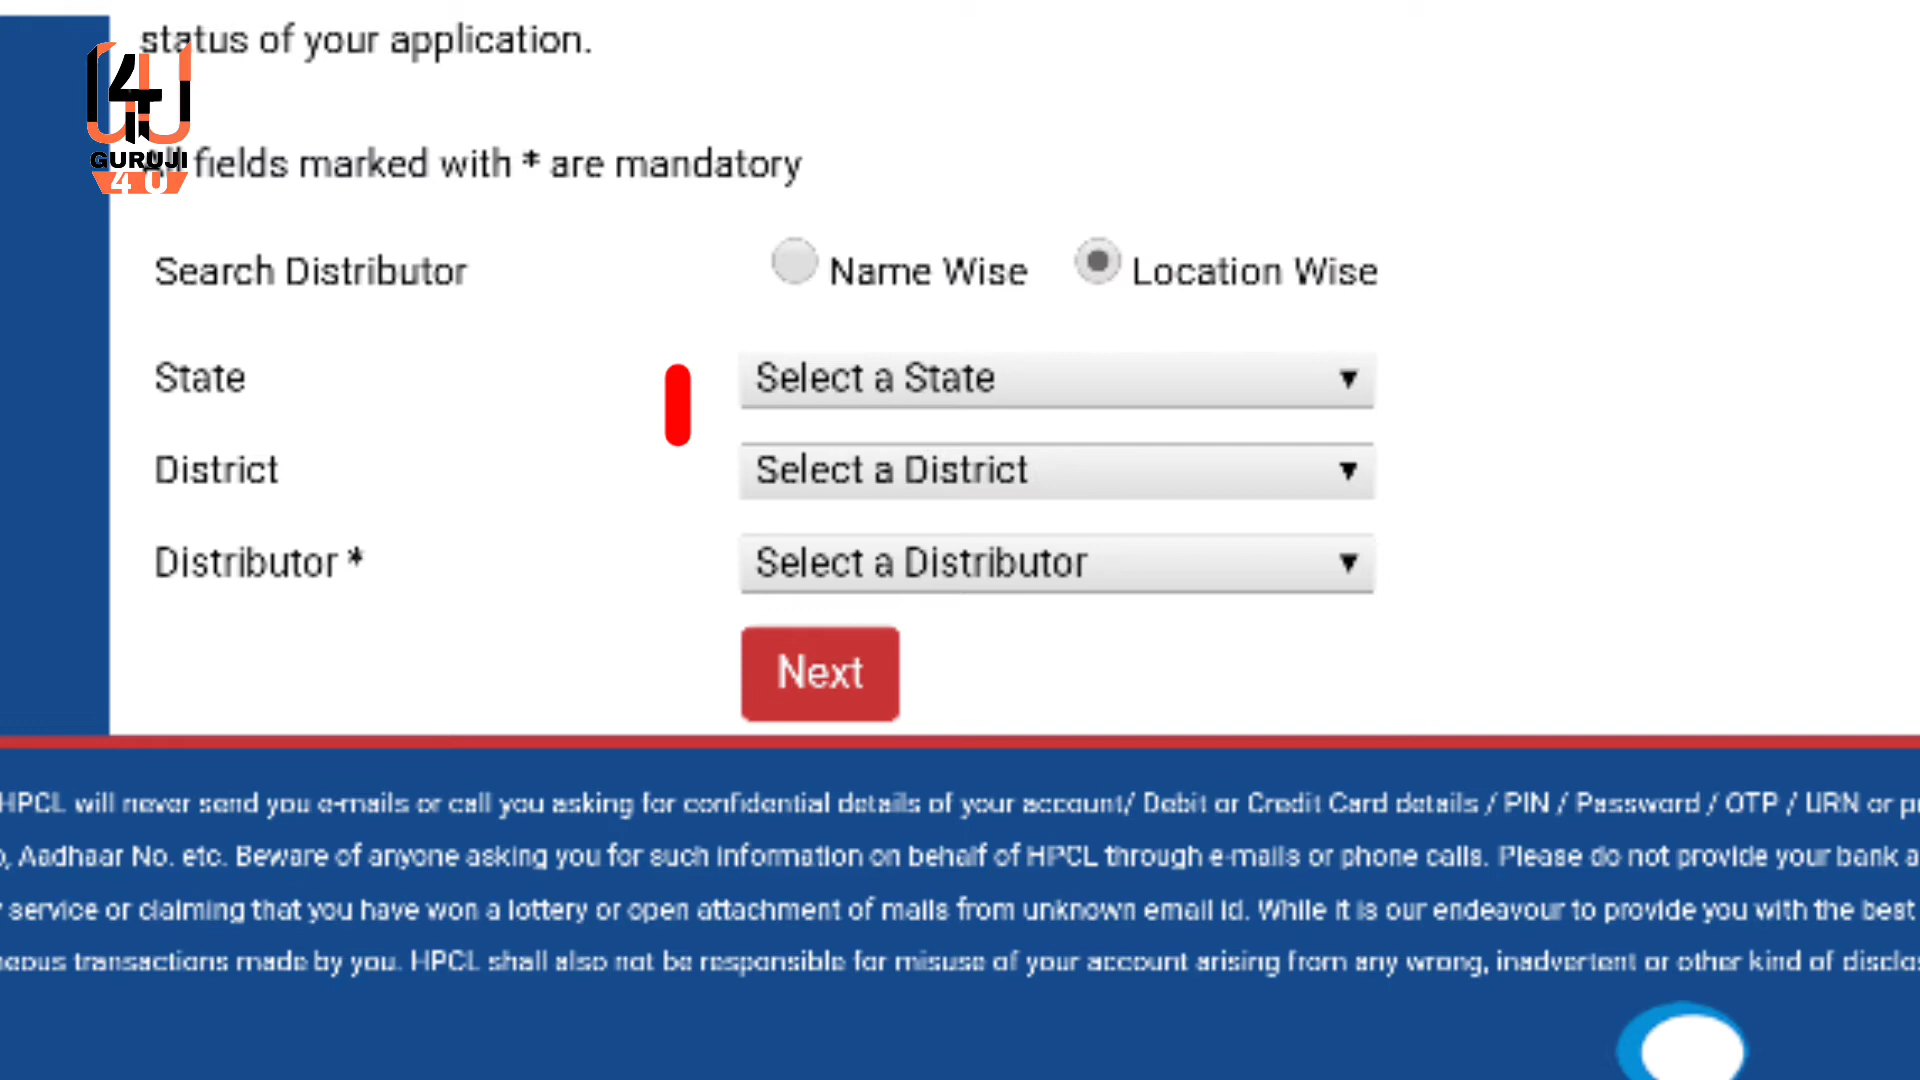 status of your application.
GURUJI
4 U
All fields marked with * are mandatory
Search Distributor Name Wise Location Wise
State Select a State
District Select a District
Distributor * Select a Distributor
Next
HPCL will never send you e-mails or call you asking for confidential details of your account/ Debit or Credit Card details / PIN / Password / OTP / URN or
, Aadhaar No. etc. Beware of anyone asking you for such information on behalf of HPCL through e-mails or phone calls. Please do not provide your bank
service or claiming that you have won a lottery or open attachment of mails from unknown email id. While it is our endeavour to provide you with the best
transactions made by you. HPCL shall also not be responsible for misuse of your account arising from any wrong, inadvertent or other kind of